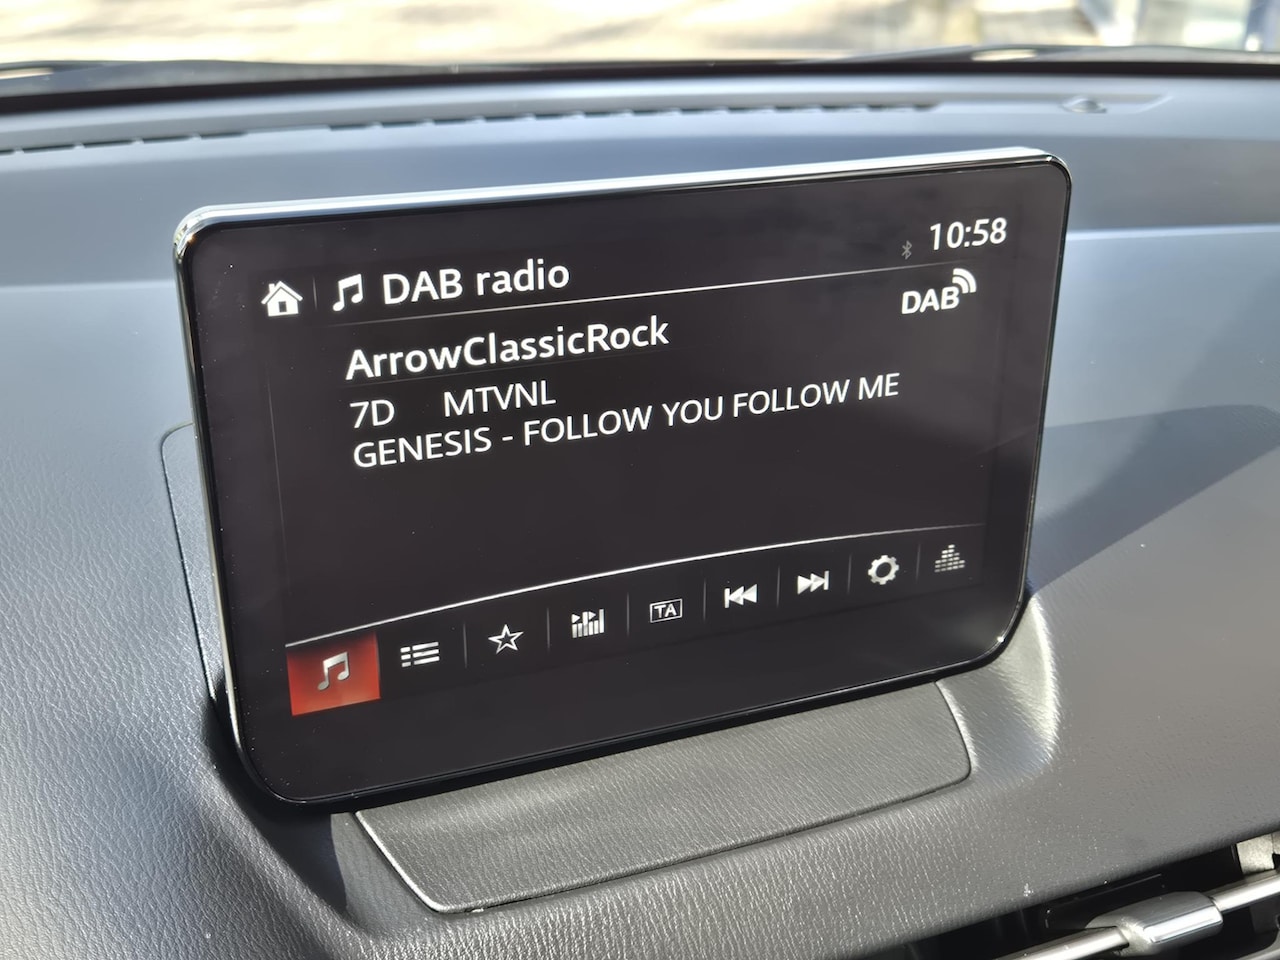 DAB radio
10:58
DAB
ArrowClassicRock
7D MTVNL
GENESIS - FOLLOW YOU FOLLOW ME
TA